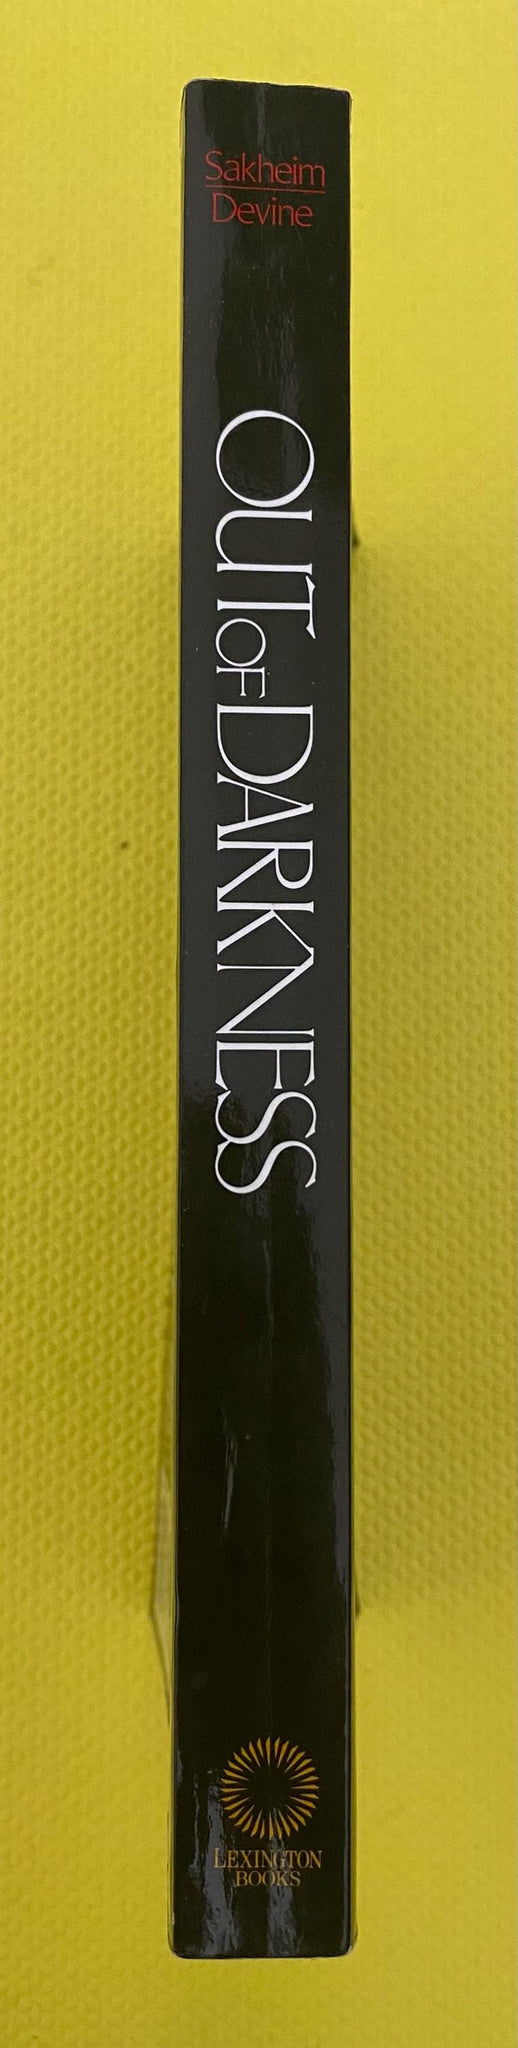 Sakheim
Devine
OUT OF DARKNESS
LEXINGTON
BOOKS